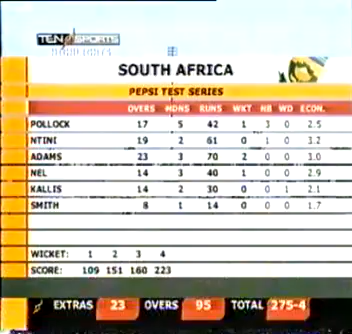 TEN SPORTS
SOUTH AFRICA
PEPSI TEST SERIES
OVERS MDNS RUNS WKT NB WD ECON.
POLLOCK 17 5 42 1 3 0 2.5
NTINI 19 2 61 0 1 0 3.2
ADAMS 23 3 70 2 0 0 3.0
NEL 14 3 40 1 0 0 2.9
KALLIS 14 2 30 0 0 1 2.1
SMITH 8 1 14 0 0 0 1.7
WICKET: 1 2 3 4
SCORE: 109 151 160 223
EXTRAS 23 OVERS 95 TOTAL 275-4